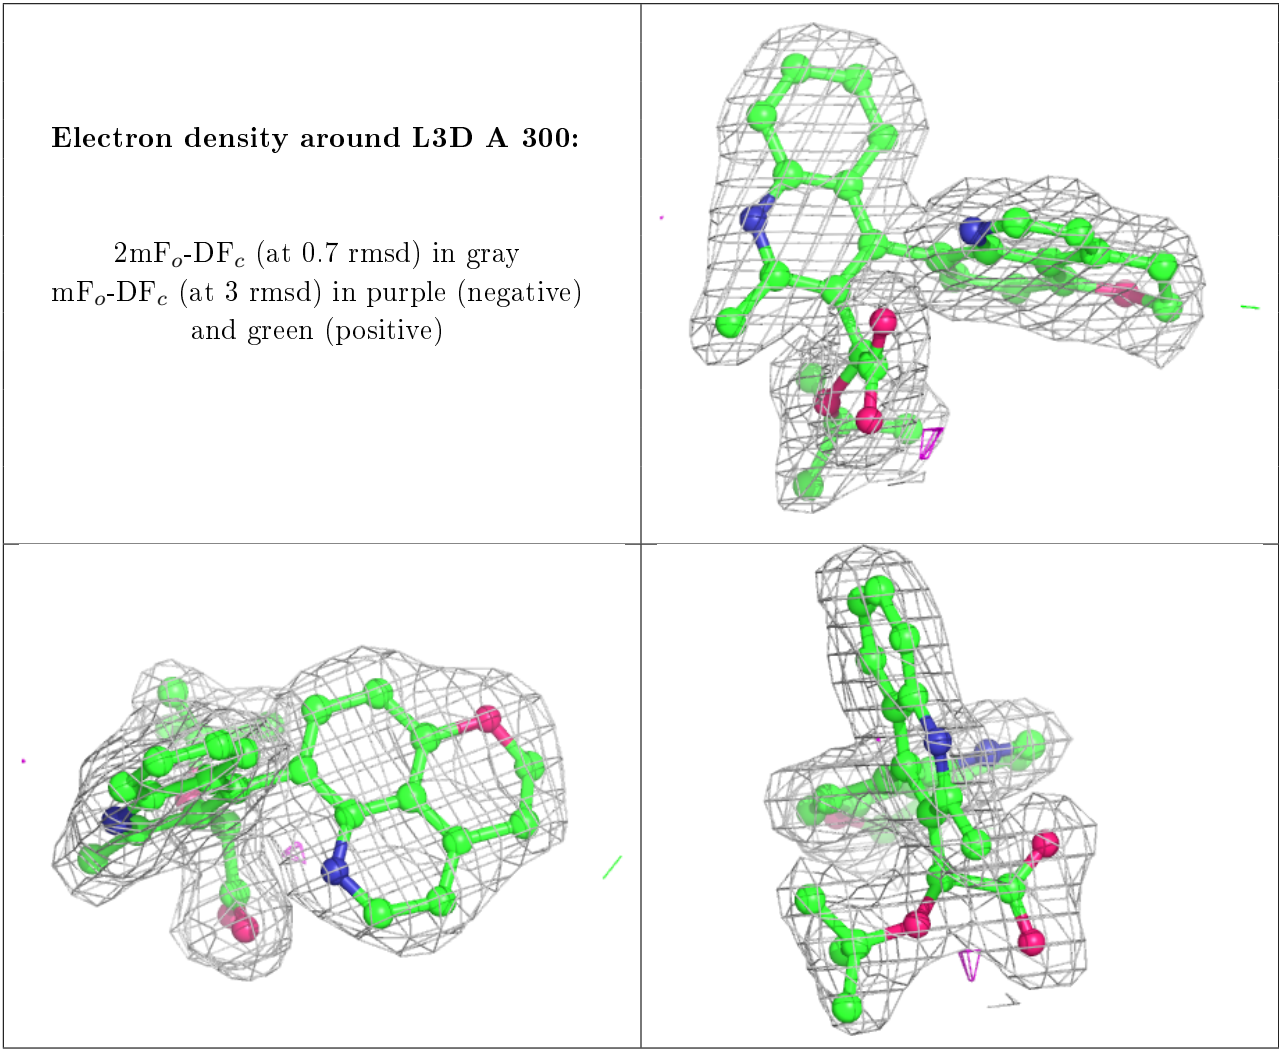 Electron density around L3D A 300:
2mFo-DFc (at 0.7 rmsd) in gray
mFo-DFc (at 3 rmsd) in purple (negative)
and green (positive)